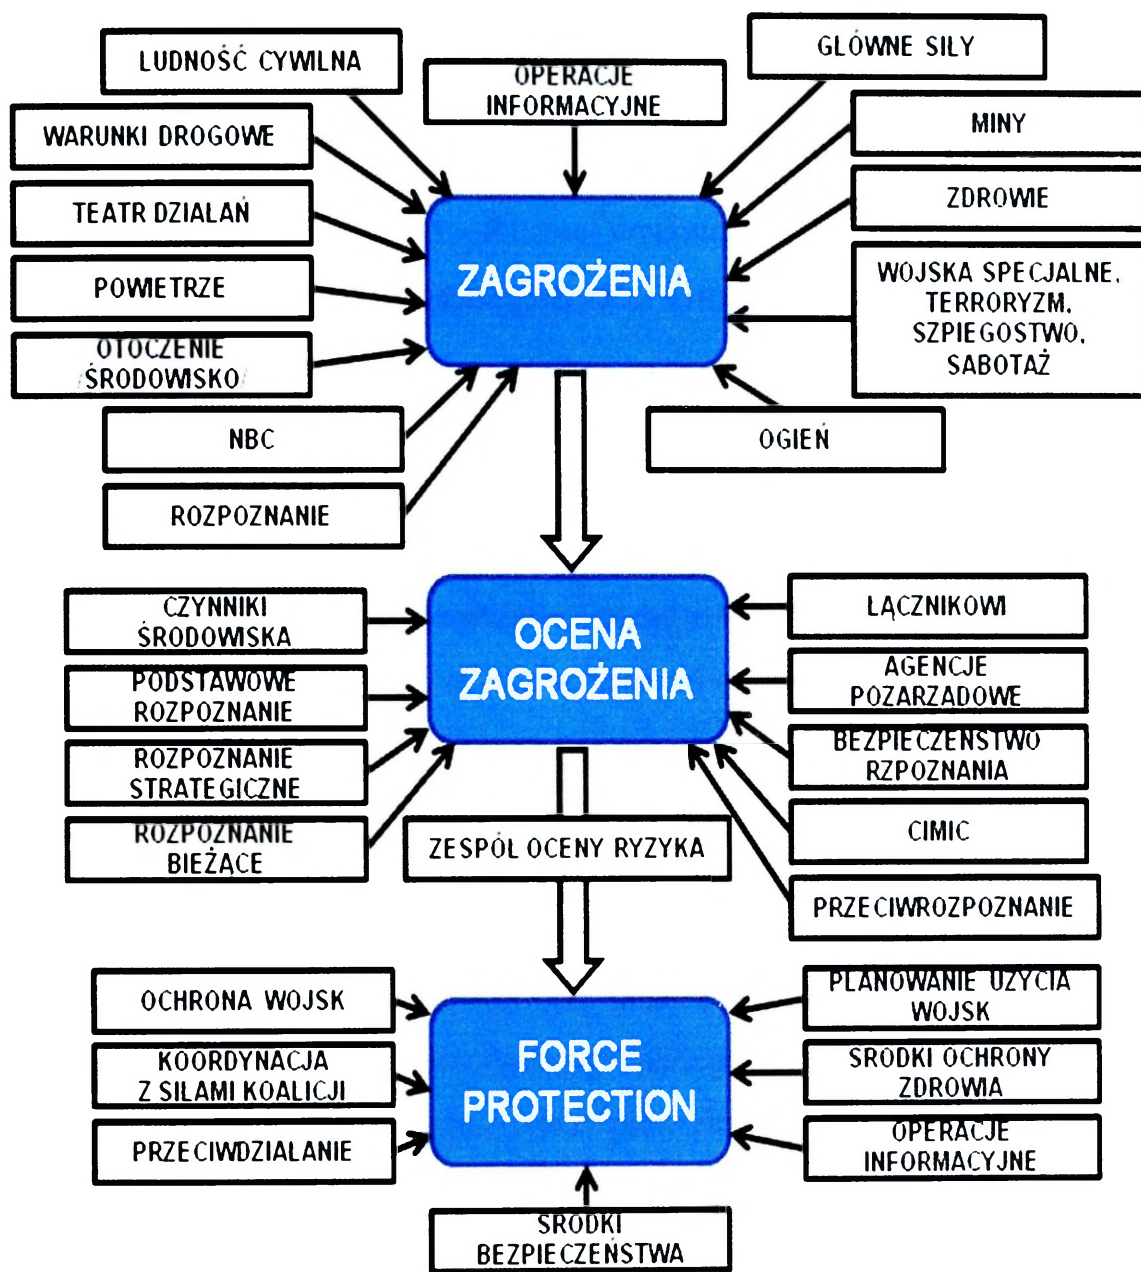 LUDNOŚĆ CYWILNA
OPERACJE
INFORMACYJNE
GŁÓWNE SIŁY
WARUNKI DROGOWE
MINY
TEATR DZIAŁAŃ
ZDROWIE
POWIETRZE
WOJSKA SPECJALNE,
TERRORYZM,
SZPIEGOSTWO,
SABOTAŻ
OTOCZENIE
/ŚRODOWISKO/
ZAGROŻENIA
NBC
OGIEŃ
ROZPOZNANIE
CZYNNIKI
ŚRODOWISKA
PODSTAWOWE
ROZPOZNANIE
ROZPOZNANIE
STRATEGICZNE
ROZPOZNANIE
BIEŻĄCE
OCENA
ZAGROŻENIA
ŁĄCZNIKOWI
AGENCJE
POZARZĄDOWE
BEZPIECZEŃSTWO
RZPOZNANIA
CIMIC
PRZECIWROZPOZNANIE
ZESPÓŁ OCENY RYZYKA
OCHRONA WOJSK
KOORDYNACJA
Z SIŁAMI KOALICJI
PRZECIWDZIAŁANIE
FORCE
PROTECTION
PLANOWANIE UŻYCIA
WOJSK
ŚRODKI OCHRONY
ZDROWIA
OPERACJE
INFORMACYJNE
ŚRODKI
BEZPIECZEŃSTWA